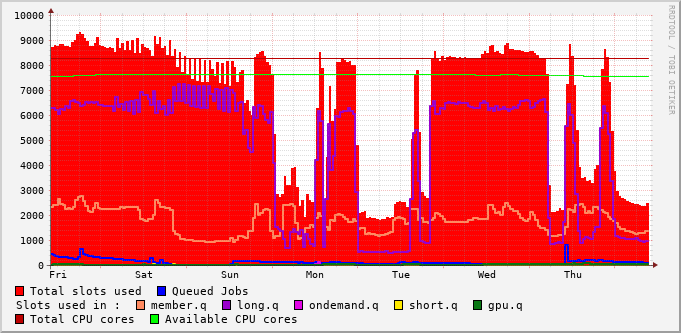 10000
9000
8000
7000
6000
5000
4000
3000
2000
1000
0
Fri Sat Sun Mon Tue Wed Thu
RRDTOOL / TOBI OETIKER
Total slots used Queued Jobs
Slots used in : member.q long.q ondemand.q short.q gpu.q
Total CPU cores Available CPU cores